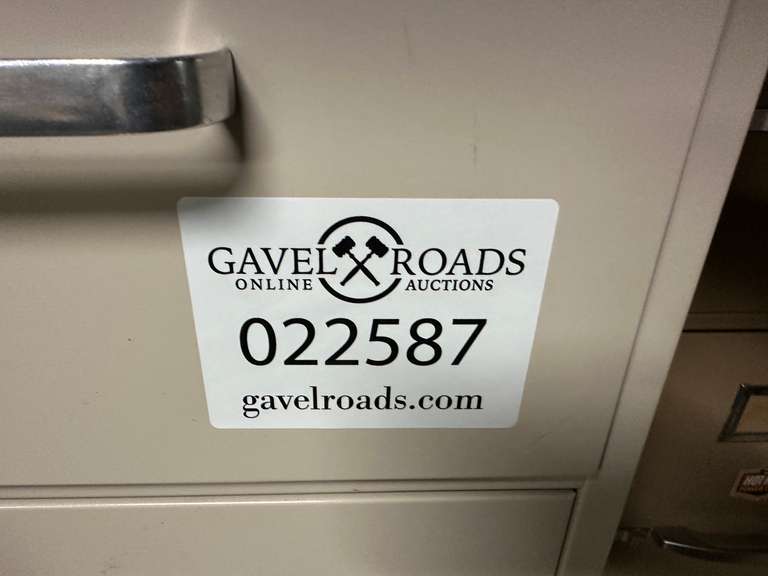 GAVEL ROADS
ONLINE AUCTIONS
022587
gavelroads.com